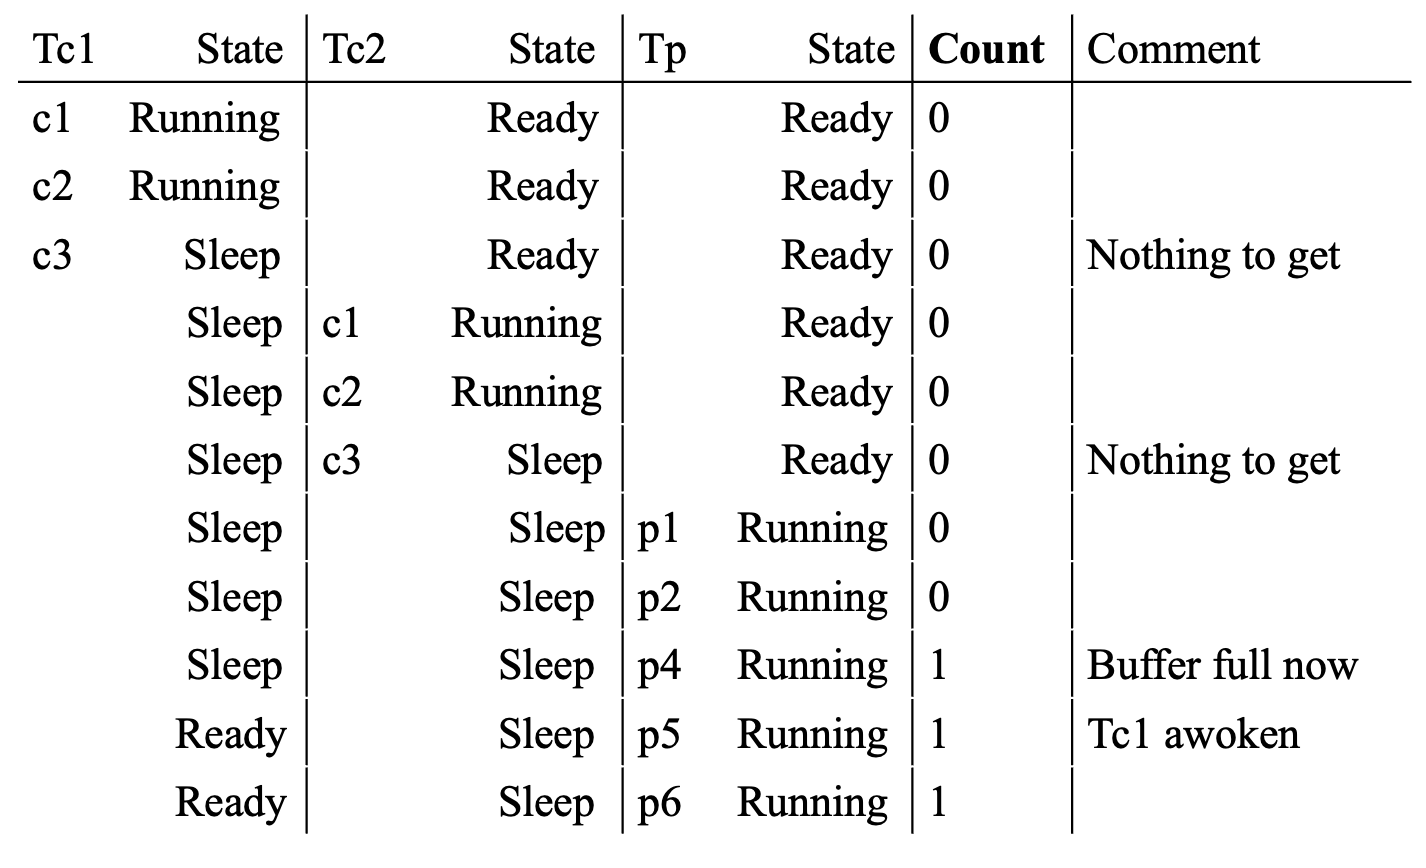 Tc1 State Tc2 State Tp State Count Comment
c1 Running Ready Ready 0
c2 Running Ready Ready 0
c3 Sleep Ready Ready 0 Nothing to get
Sleep c1 Running Ready 0
Sleep c2 Running Ready 0
Sleep c3 Sleep Ready 0 Nothing to get
Sleep Sleep p1 Running 0
Sleep Sleep p2 Running 0
Sleep Sleep p4 Running 1 Buffer full now
Ready Sleep p5 Running 1 Tc1 awoken
Ready Sleep p6 Running 1